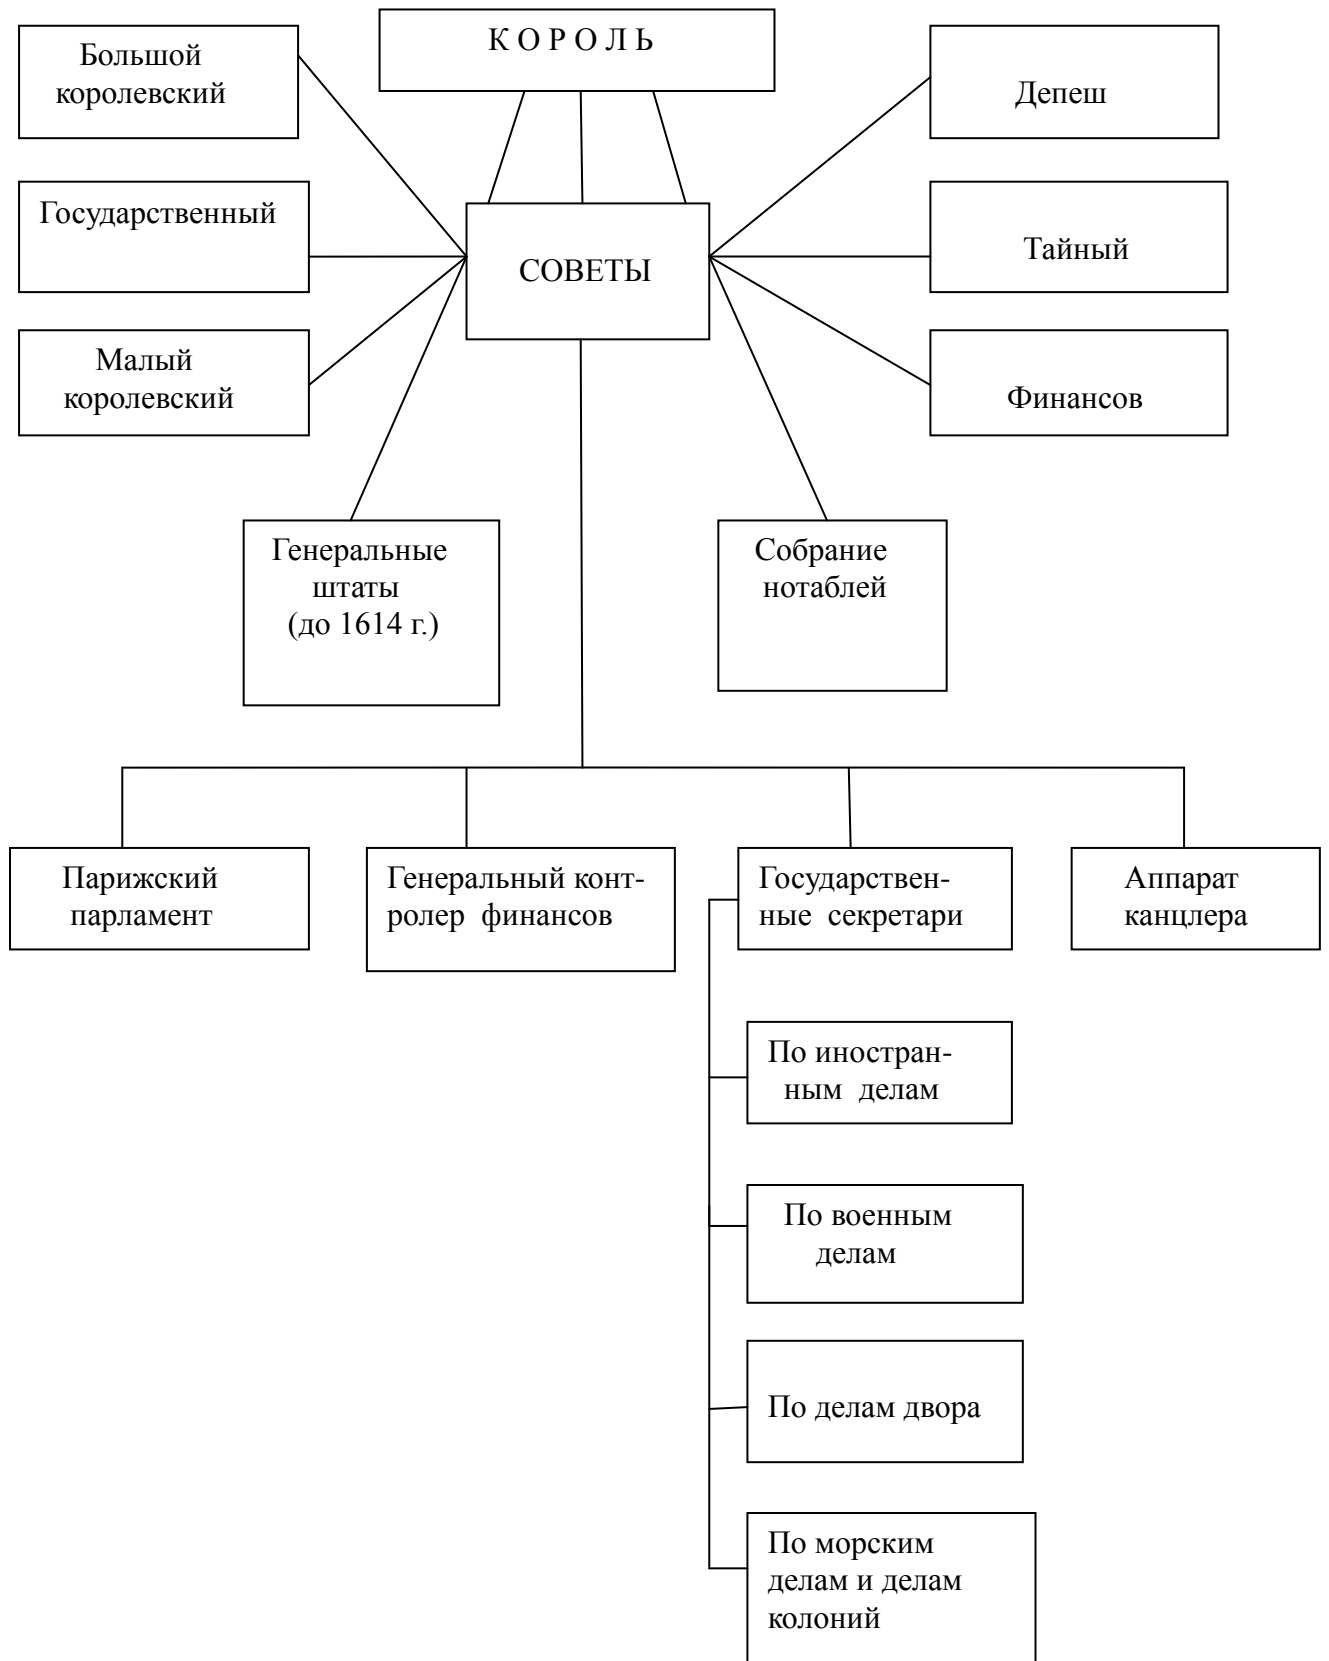 К О Р О Л Ь
Большой
королевский
Депеш
Государственный
Тайный
СОВЕТЫ
Малый
королевский
Финансов
Генеральные
штаты
(до 1614 г.)
Собрание
нотаблей
Парижский
парламент
Генеральный конт-
ролер финансов
Государствен-
ные секретари
Аппарат
канцлера
По иностран-
ным делам
По военным
делам
По делам двора
По морским
делам и делам
колоний